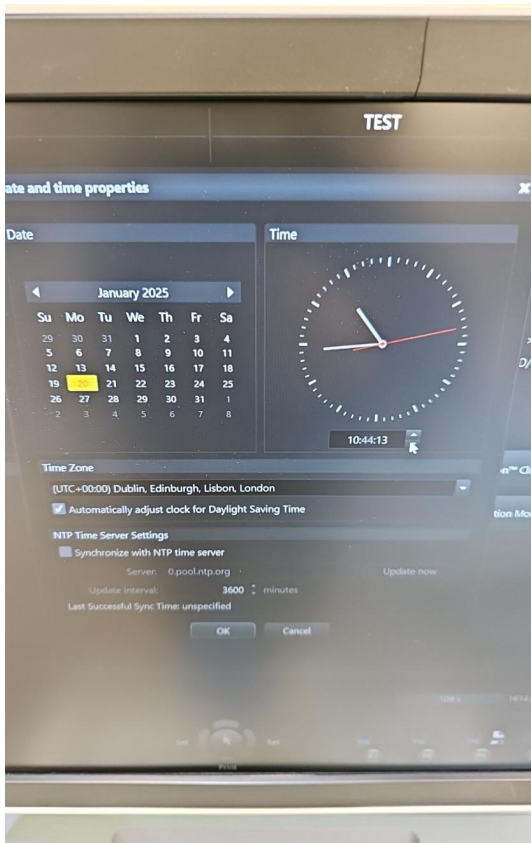 TEST
ate and time properties
Date
Time
January 2025
Su Mo Tu We Th Fr Sa
29 30 31 1 2 3 4
5 6 7 8 9 10 11
12 13 14 15 16 17 18
19 20 21 22 23 24 25
26 27 28 29 30 31 1
2 3 4 5 6 7 8
10:44:13
Time Zone
(UTC+00:00) Dublin, Edinburgh, Lisbon, London
Automatically adjust clock for Daylight Saving Time
NTP Time Server Settings
Synchronize with NTP time server
Server: 0.pool.ntp.org Update now
Update interval: 3600 minutes
Last Successful Sync Time: unspecified
OK Cancel
Set Set
Print